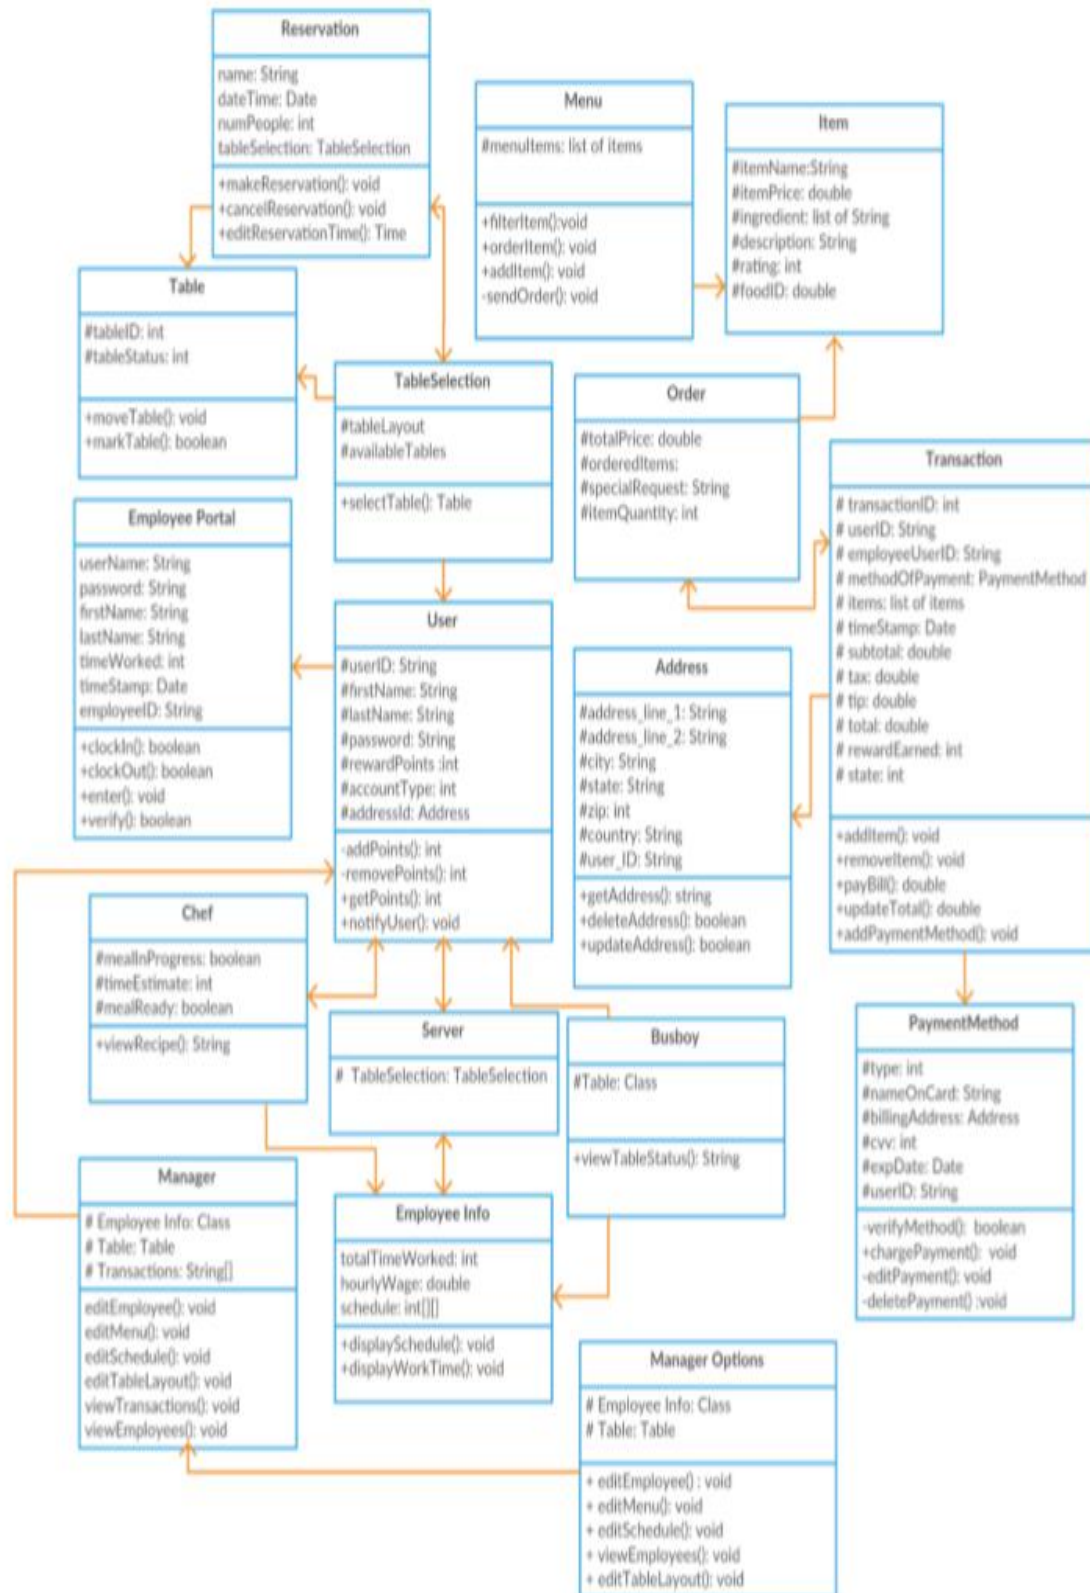 Reservation
name: String
dateTime: Date
numPeople: int
tableSelection: TableSelection
+makeReservation(): void
+cancelReservation(): void
+editReservationTime(): Time
Menu
#menuItems: list of items
+filterItem():void
+orderItem(): void
+addItem(): void
-sendOrder(): void
Item
#itemName:String
#itemPrice: double
#ingredient: list of String
#description: String
#rating: int
#foodID: double
Table
#tableID: int
#tableStatus: int
+moveTable(): void
+markTable(): boolean
TableSelection
#tableLayout
#availableTables
+selectTable(): Table
Order
#totalPrice: double
#orderedItems:
#specialRequest: String
#itemQuantity: int
Transaction
# transactionID: int
# userID: String
# employeeUserID: String
# methodOfPayment: PaymentMethod
# items: list of items
# timeStamp: Date
# subtotal: double
# tax: double
# tip: double
# total: double
# rewardEarned: int
# state: int
+addItem(): void
+removeItem(): void
+payBill(): double
+updateTotal(): double
+addPaymentMethod(): void
Employee Portal
userName: String
password: String
firstName: String
lastName: String
timeWorked: int
timeStamp: Date
employeeID: String
+clockIn(): boolean
+clockOut(): boolean
+enter(): void
+verify(): boolean
User
#userID: String
#firstName: String
#lastName: String
#password: String
#rewardPoints :int
#accountType: int
#addressId: Address
-addPoints(): int
-removePoints(): int
+getPoints(): int
+notifyUser(): void
Address
#address_line_1: String
#address_line_2: String
#city: String
#state: String
#zip: int
#country: String
#user_ID: String
+getAddress(): string
+deleteAddress(): boolean
+updateAddress(): boolean
Chef
#mealInProgress: boolean
#timeEstimate: int
#mealReady: boolean
+viewRecipe(): String
Server
# TableSelection: TableSelection
Busboy
#Table: Class
+viewTableStatus(): String
PaymentMethod
#type: int
#nameOnCard: String
#billingAddress: Address
#cvv: int
#expDate: Date
#userID: String
-verifyMethod(): boolean
+chargePayment(): void
-editPayment(): void
-deletePayment() :void
Manager
# Employee Info: Class
# Table: Table
# Transactions: String[]
editEmployee(): void
editMenu(): void
editSchedule(): void
editTableLayout(): void
viewTransactions(): void
viewEmployees(): void
Employee Info
totalTimeWorked: int
hourlyWage: double
schedule: int[][]
+displaySchedule(): void
+displayWorkTime(): void
Manager Options
# Employee Info: Class
# Table: Table
+ editEmployee() : void
+ editMenu(): void
+ editSchedule(): void
+ viewEmployees(): void
+ editTableLayout(): void